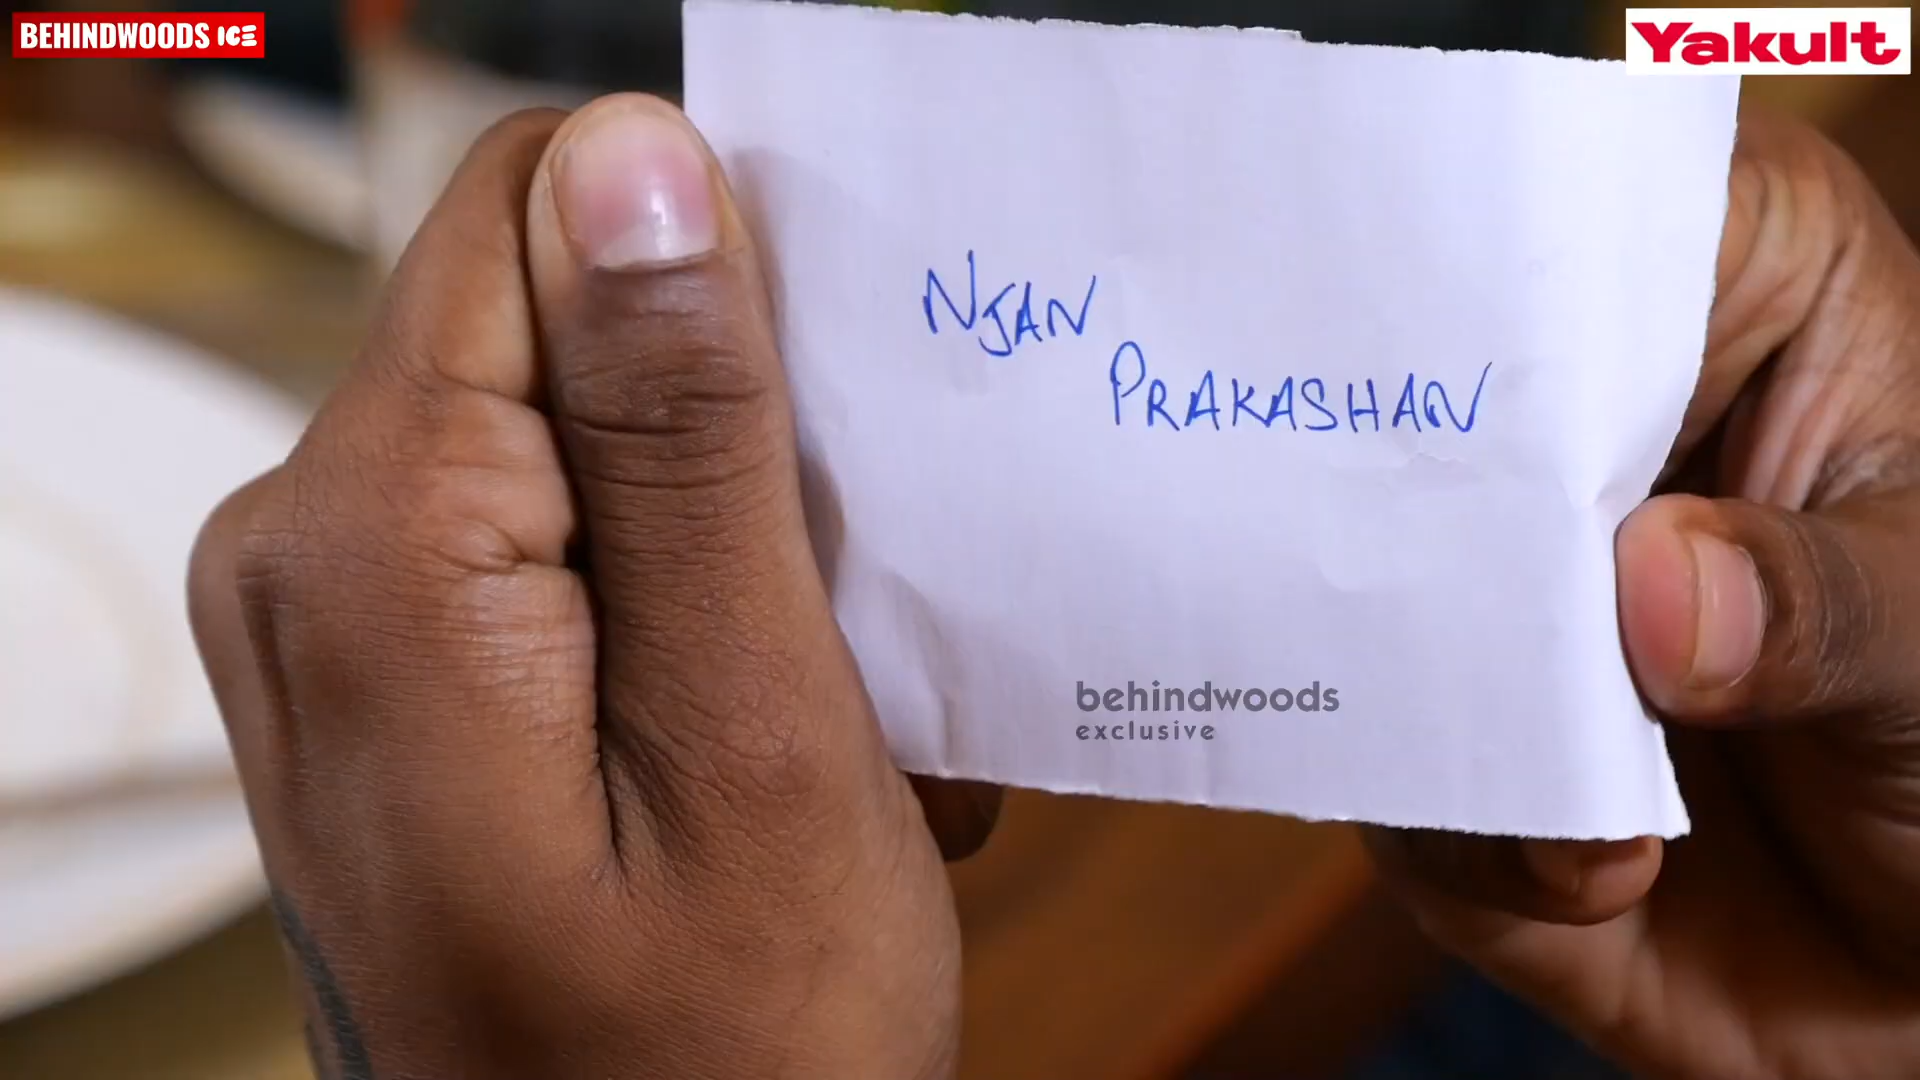 BEHINDWOODS ICE
Yakult
NJAN
PRAKASHAN
behindwoods
exclusive